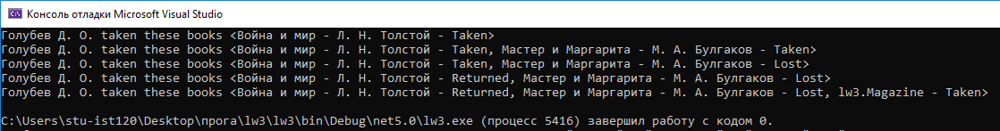 Консоль отладки Microsoft Visual Studio
Голубев Д. О. taken these books <Война и мир - Л. Н. Толстой - Taken>
Голубев Д. О. taken these books <Война и мир - Л. Н. Толстой - Taken, Мастер и Маргарита - М. А. Булгаков - Taken>
Голубев Д. О. taken these books <Война и мир - Л. Н. Толстой - Taken, Мастер и Маргарита - М. А. Булгаков - Lost>
Голубев Д. О. taken these books <Война и мир - Л. Н. Толстой - Returned, Мастер и Маргарита - М. А. Булгаков - Lost>
Голубев Д. О. taken these books <Война и мир - Л. Н. Толстой - Returned, Мастер и Маргарита - М. А. Булгаков - Lost, lw3.Magazine - Taken>
C:\Users\stu-ist120\Desktop\прога\lw3\lw3\bin\Debug\net5.0\lw3.exe (процесс 5416) завершил работу с кодом 0.